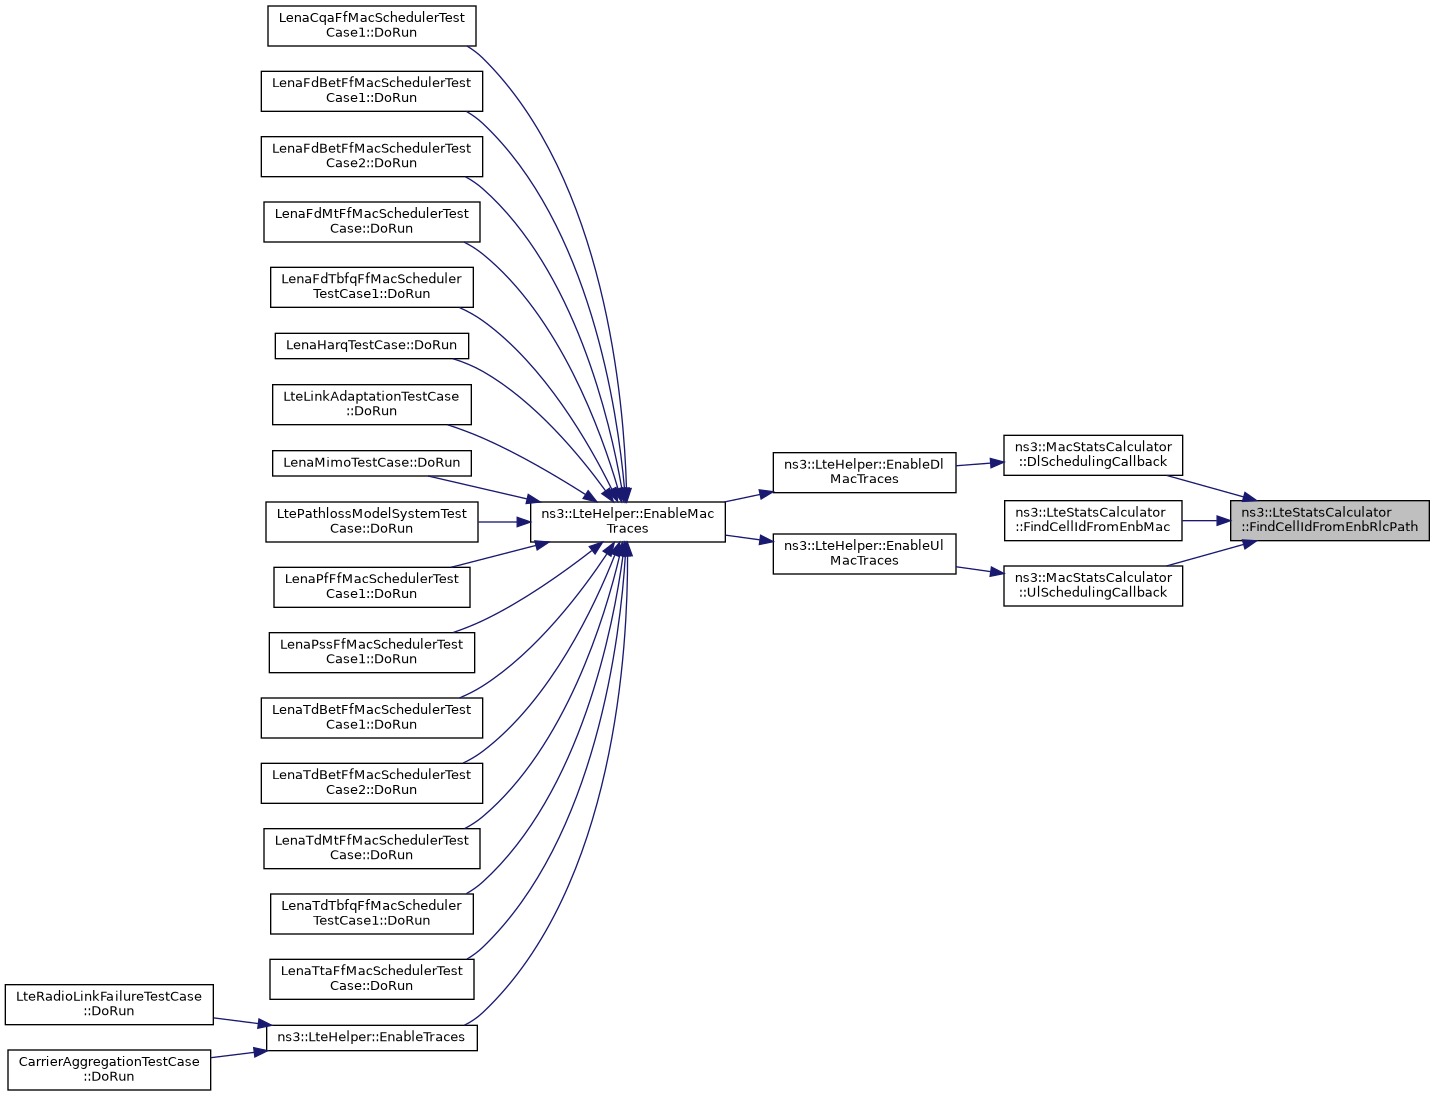 LenaCqaFfMacSchedulerTest
Case1::DoRun
LenaFdBetFfMacSchedulerTest
Case1::DoRun
LenaFdBetFfMacSchedulerTest
Case2::DoRun
LenaFdMtFfMacSchedulerTest
Case::DoRun
LenaFdTbfqFfMacScheduler
TestCase1::DoRun
LenaHarqTestCase::DoRun
LteLinkAdaptationTestCase
::DoRun
LenaMimoTestCase::DoRun
LtePathlossModelSystemTest
Case::DoRun
LenaPfFfMacSchedulerTest
Case1::DoRun
LenaPssFfMacSchedulerTest
Case1::DoRun
LenaTdBetFfMacSchedulerTest
Case1::DoRun
LenaTdBetFfMacSchedulerTest
Case2::DoRun
LenaTdMtFfMacSchedulerTest
Case::DoRun
LenaTdTbfqFfMacScheduler
TestCase1::DoRun
LenaTtaFfMacSchedulerTest
Case::DoRun
ns3::LteHelper::EnableTraces
LteRadioLinkFailureTestCase
::DoRun
CarrierAggregationTestCase
::DoRun
ns3::LteHelper::EnableMac
Traces
ns3::LteHelper::EnableDl
MacTraces
ns3::LteHelper::EnableUl
MacTraces
ns3::MacStatsCalculator
::DlSchedulingCallback
ns3::LteStatsCalculator
::FindCellIdFromEnbMac
ns3::MacStatsCalculator
::UlSchedulingCallback
ns3::LteStatsCalculator
::FindCellIdFromEnbRlcPath